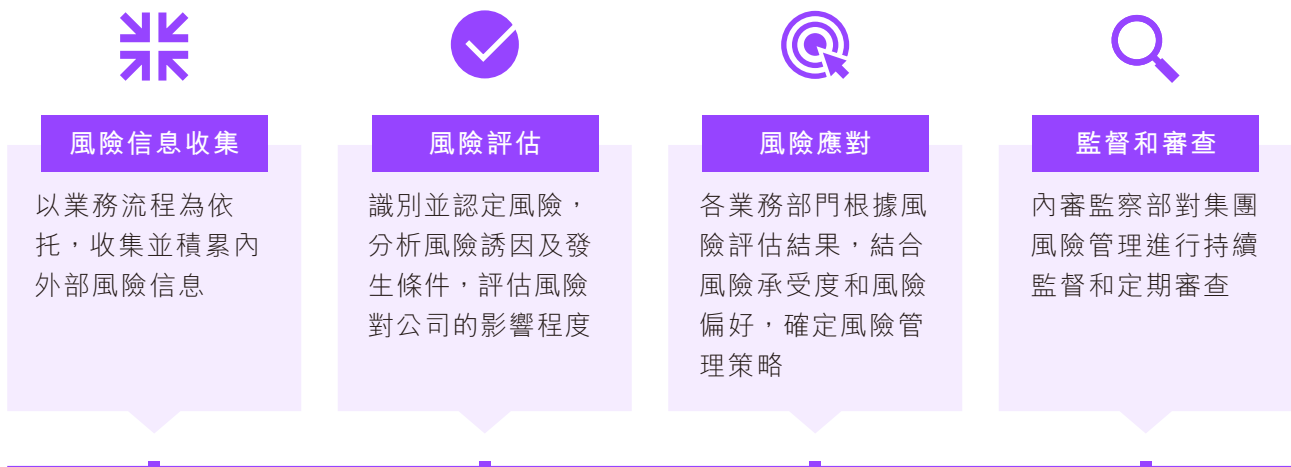 風險信息收集
以業務流程為依
托，收集並積累內
外部風險信息
風險評估
識別並認定風險，
分析風險誘因及發
生條件，評估風險
對公司的影響程度
風險應對
各業務部門根據風
險評估結果，結合
風險承受度和風險
偏好，確定風險管
理策略
監督和審查
內審監察部對集團
風險管理進行持續
監督和定期審查